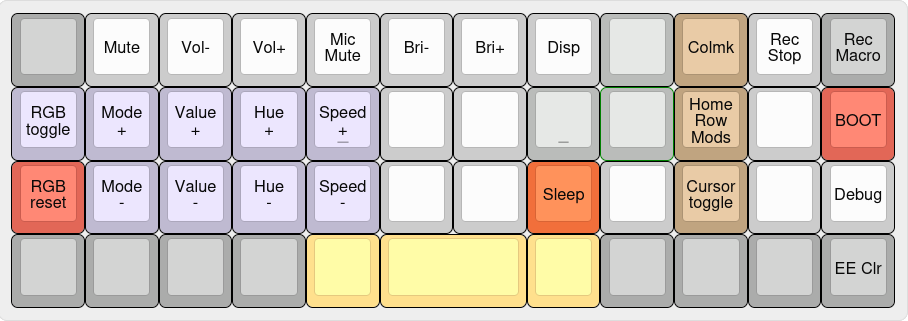 Mute
Vol-
Vol+
Mic
Mute
Bri-
Bri+
Disp
Colmk
Rec
Stop
Rec
Macro
RGB
toggle
Mode
+
Value
+
Hue
+
Speed
+
_
_
Home
Row
Mods
BOOT
RGB
reset
Mode
-
Value
-
Hue
-
Speed
-
Sleep
Cursor
toggle
Debug
EE Clr